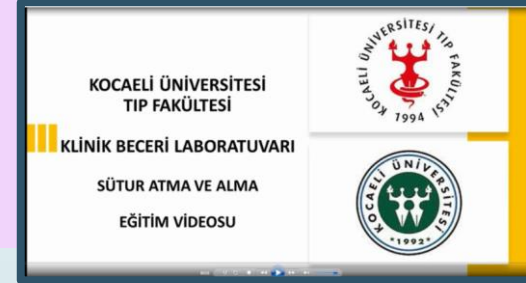 KOCAELİ ÜNİVERSİTESİ
TIP FAKÜLTESİ
KLİNİK BECERİ LABORATUVARI
SÜTUR ATMA VE ALMA
EĞİTİM VİDEOSU
KOCAELİ ÜNİVERSİTESİ TIP FAKÜLTESİ
1994
KOCAELİ ÜNİVERSİTESİ
*1992*